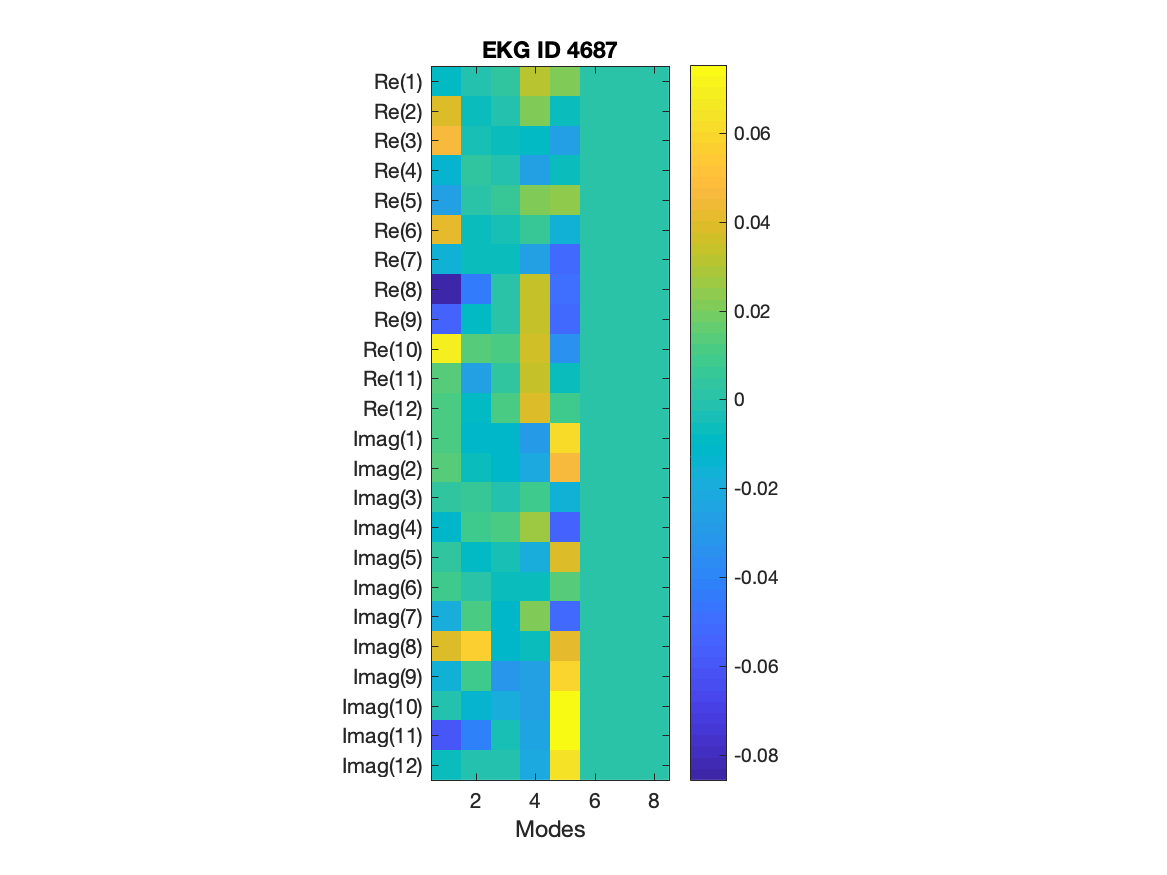 EKG ID 4687
Re(1)
Re(2)
Re(3)
Re(4)
Re(5)
Re(6)
Re(7)
Re(8)
Re(9)
Re(10)
Re(11)
Re(12)
Imag(1)
Imag(2)
Imag(3)
Imag(4)
Imag(5)
Imag(6)
Imag(7)
Imag(8)
Imag(9)
Imag(10)
Imag(11)
Imag(12)
2 4 6 8
Modes
0.06
0.04
0.02
0
-0.02
-0.04
-0.06
-0.08